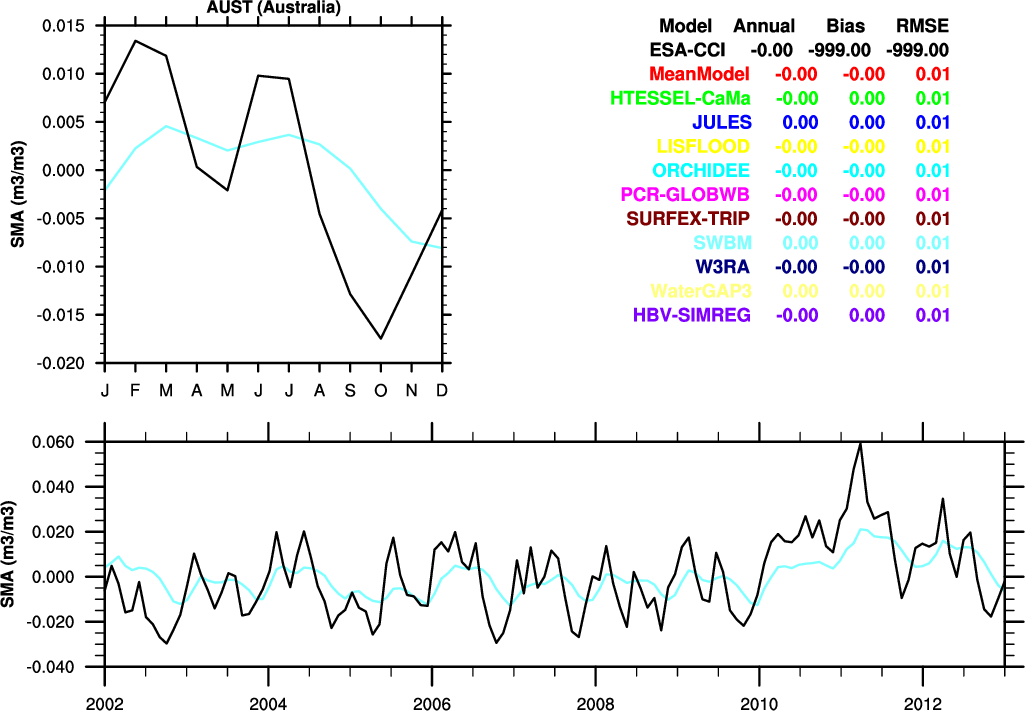 AUST (Australia)
0.015
0.010
0.005
0.000
-0.005
-0.010
-0.015
-0.020
SMA (m3/m3)
J F M A M J J A S O N D
Model Annual Bias RMSE
ESA-CCI -0.00 -999.00 -999.00
MeanModel -0.00 -0.00 0.01
HTESSEL-CaMa -0.00 0.00 0.01
JULES 0.00 0.00 0.01
LISFLOOD -0.00 -0.00 0.01
ORCHIDEE -0.00 -0.00 0.01
PCR-GLOBWB -0.00 -0.00 0.01
SURFEX-TRIP -0.00 -0.00 0.01
SWBM 0.00 0.00 0.01
W3RA -0.00 -0.00 0.01
WaterGAP3 0.00 0.00 0.01
HBV-SIMREG -0.00 0.00 0.01
0.060
0.040
0.020
0.000
-0.020
-0.040
SMA (m3/m3)
2002 2004 2006 2008 2010 2012